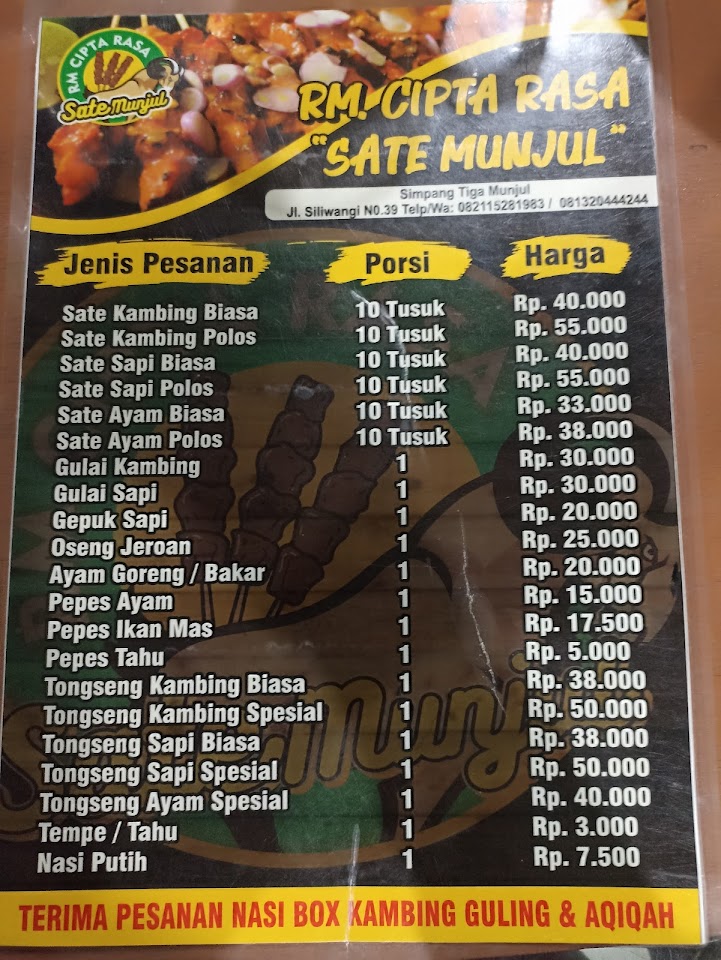 RM CIPTA RASA
Sate Munjul
RM. CIPTA RASA
"SATE MUNJUL"
Simpang Tiga Munjul
Jl. Siliwangi N0.39 Telp/Wa: 082115281983 / 081320444244
Jenis Pesanan Porsi Harga
Sate Kambing Biasa 10 Tusuk Rp. 40.000
Sate Kambing Polos 10 Tusuk Rp. 55.000
Sate Sapi Biasa 10 Tusuk Rp. 40.000
Sate Sapi Polos 10 Tusuk Rp. 55.000
Sate Ayam Biasa 10 Tusuk Rp. 33.000
Sate Ayam Polos 10 Tusuk Rp. 38.000
Gulai Kambing 1 Rp. 30.000
Gulai Sapi 1 Rp. 30.000
Gepuk Sapi 1 Rp. 20.000
Oseng Jeroan 1 Rp. 25.000
Ayam Goreng / Bakar 1 Rp. 20.000
Pepes Ayam 1 Rp. 15.000
Pepes Ikan Mas 1 Rp. 17.500
Pepes Tahu 1 Rp. 5.000
Tongseng Kambing Biasa 1 Rp. 38.000
Tongseng Kambing Spesial 1 Rp. 50.000
Tongseng Sapi Biasa 1 Rp. 38.000
Tongseng Sapi Spesial 1 Rp. 50.000
Tongseng Ayam Spesial 1 Rp. 40.000
Tempe / Tahu 1 Rp. 3.000
Nasi Putih 1 Rp. 7.500
Sate Munjul
TERIMA PESANAN NASI BOX KAMBING GULING & AQIQAH